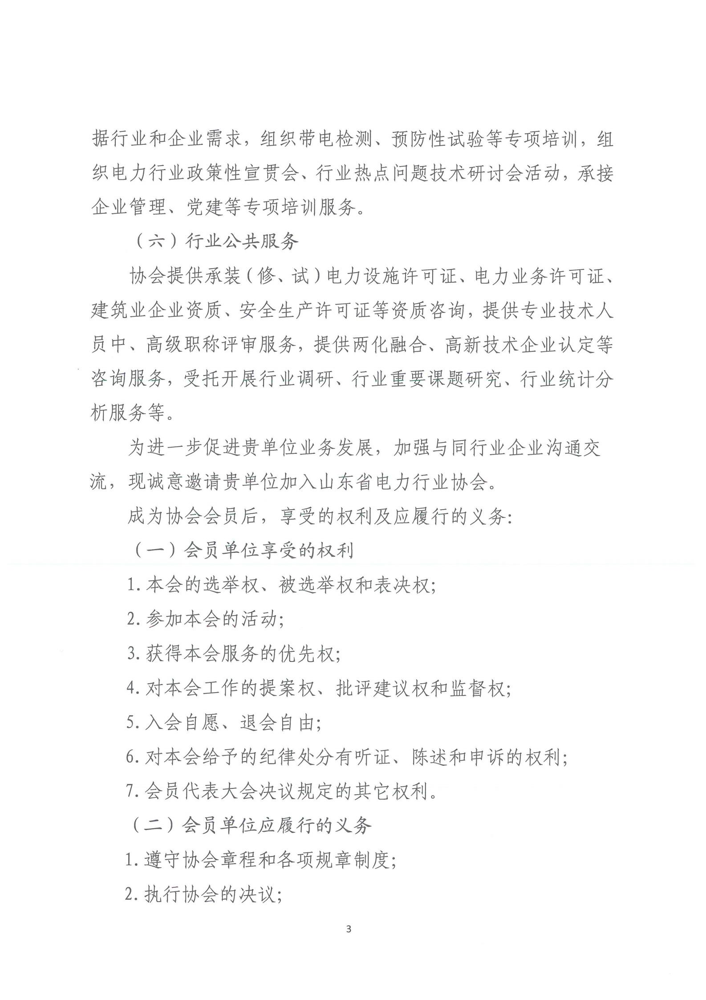 据行业和企业需求，组织带电检测、预防性试验等专项培训，组
织电力行业政策性宣贯会、行业热点问题技术研讨会活动，承接
企业管理、党建等专项培训服务。
（六）行业公共服务
协会提供承装（修、试）电力设施许可证、电力业务许可证、
建筑业企业资质、安全生产许可证等资质咨询，提供专业技术人
员中、高级职称评审服务，提供两化融合、高新技术企业认定等
咨询服务，受托开展行业调研、行业重要课题研究、行业统计分
析服务等。
为进一步促进贵单位业务发展，加强与同行业企业沟通交
流，现诚意邀请贵单位加入山东省电力行业协会。
成为协会会员后，享受的权利及应履行的义务：
（一）会员单位享受的权利
1.本会的选举权、被选举权和表决权；
2.参加本会的活动；
3.获得本会服务的优先权；
4.对本会工作的提案权、批评建议权和监督权；
5.入会自愿、退会自由；
6.对本会给予的纪律处分有听证、陈述和申诉的权利；
7.会员代表大会决议规定的其它权利。
（二）会员单位应履行的义务
1.遵守协会章程和各项规章制度；
2.执行协会的决议；
3